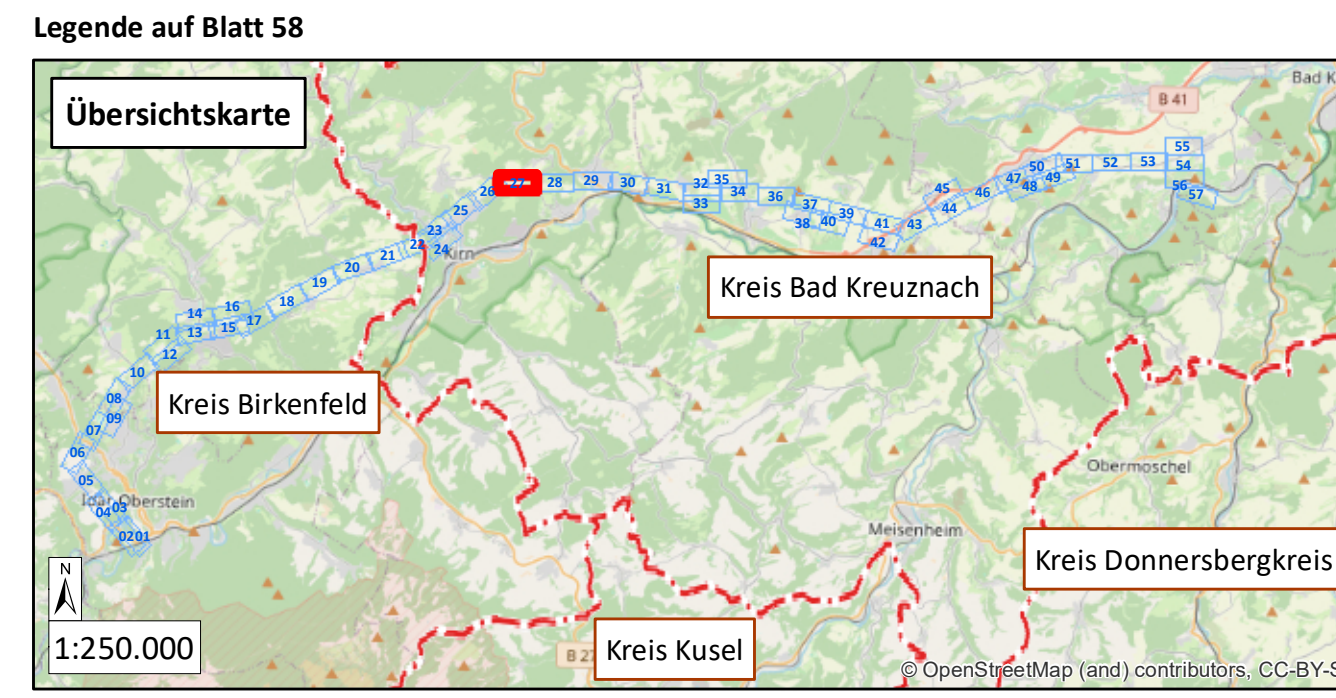 Legende auf Blatt 58
Übersichtskarte
Bad K
B 41
55
50 51 52 53 54
47 48 49
56
57
45 46
44
43
26 27 28 29 30 31 32 35
34
33
36
37
38 40 39 41
42
25
23
22 24
Kirn
21
20
19
18
Kreis Bad Kreuznach
14 16
11 13 15 17
12
10
Kreis Birkenfeld
08
09
07
06
05
Idar-Oberstein
04 03
02 01
Obermoschel
Meisenheim
Kreis Donnersbergkreis
N
1:250.000
B 27
Kreis Kusel
© OpenStreetMap (and) contributors, CC-BY-S